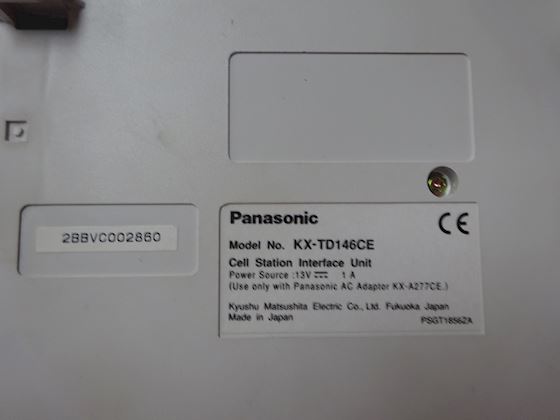 Panasonic
CE
Model No. KX-TD146CE
Cell Station Interface Unit
Power Source :13V⎓ 1 A
(Use only with Panasonic AC Adaptor KX-A277CE.)
Kyushu Matsushita Electric Co., Ltd. Fukuoka Japan
Made in Japan
PSGT1856ZA
2BBVC002860